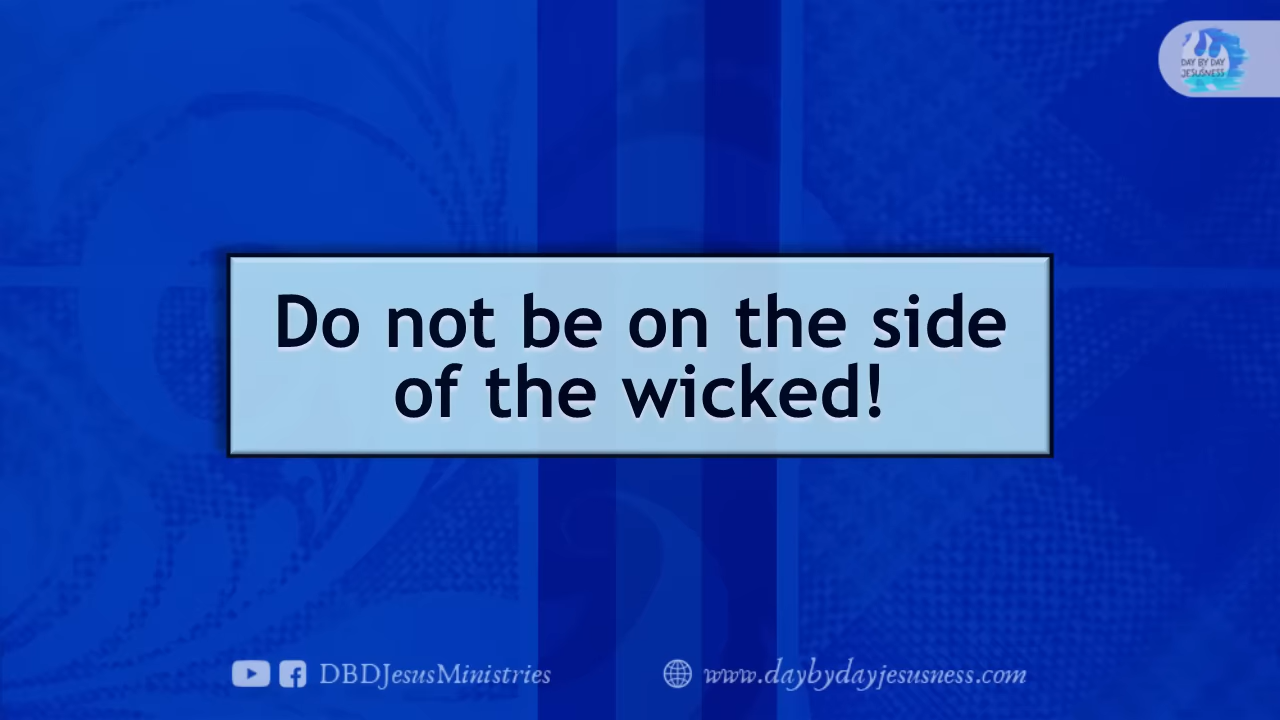 DAY BY DAY
JESUSNESS
Do not be on the side
of the wicked!
DBDJesusMinistries
www.daybydayjesusness.com